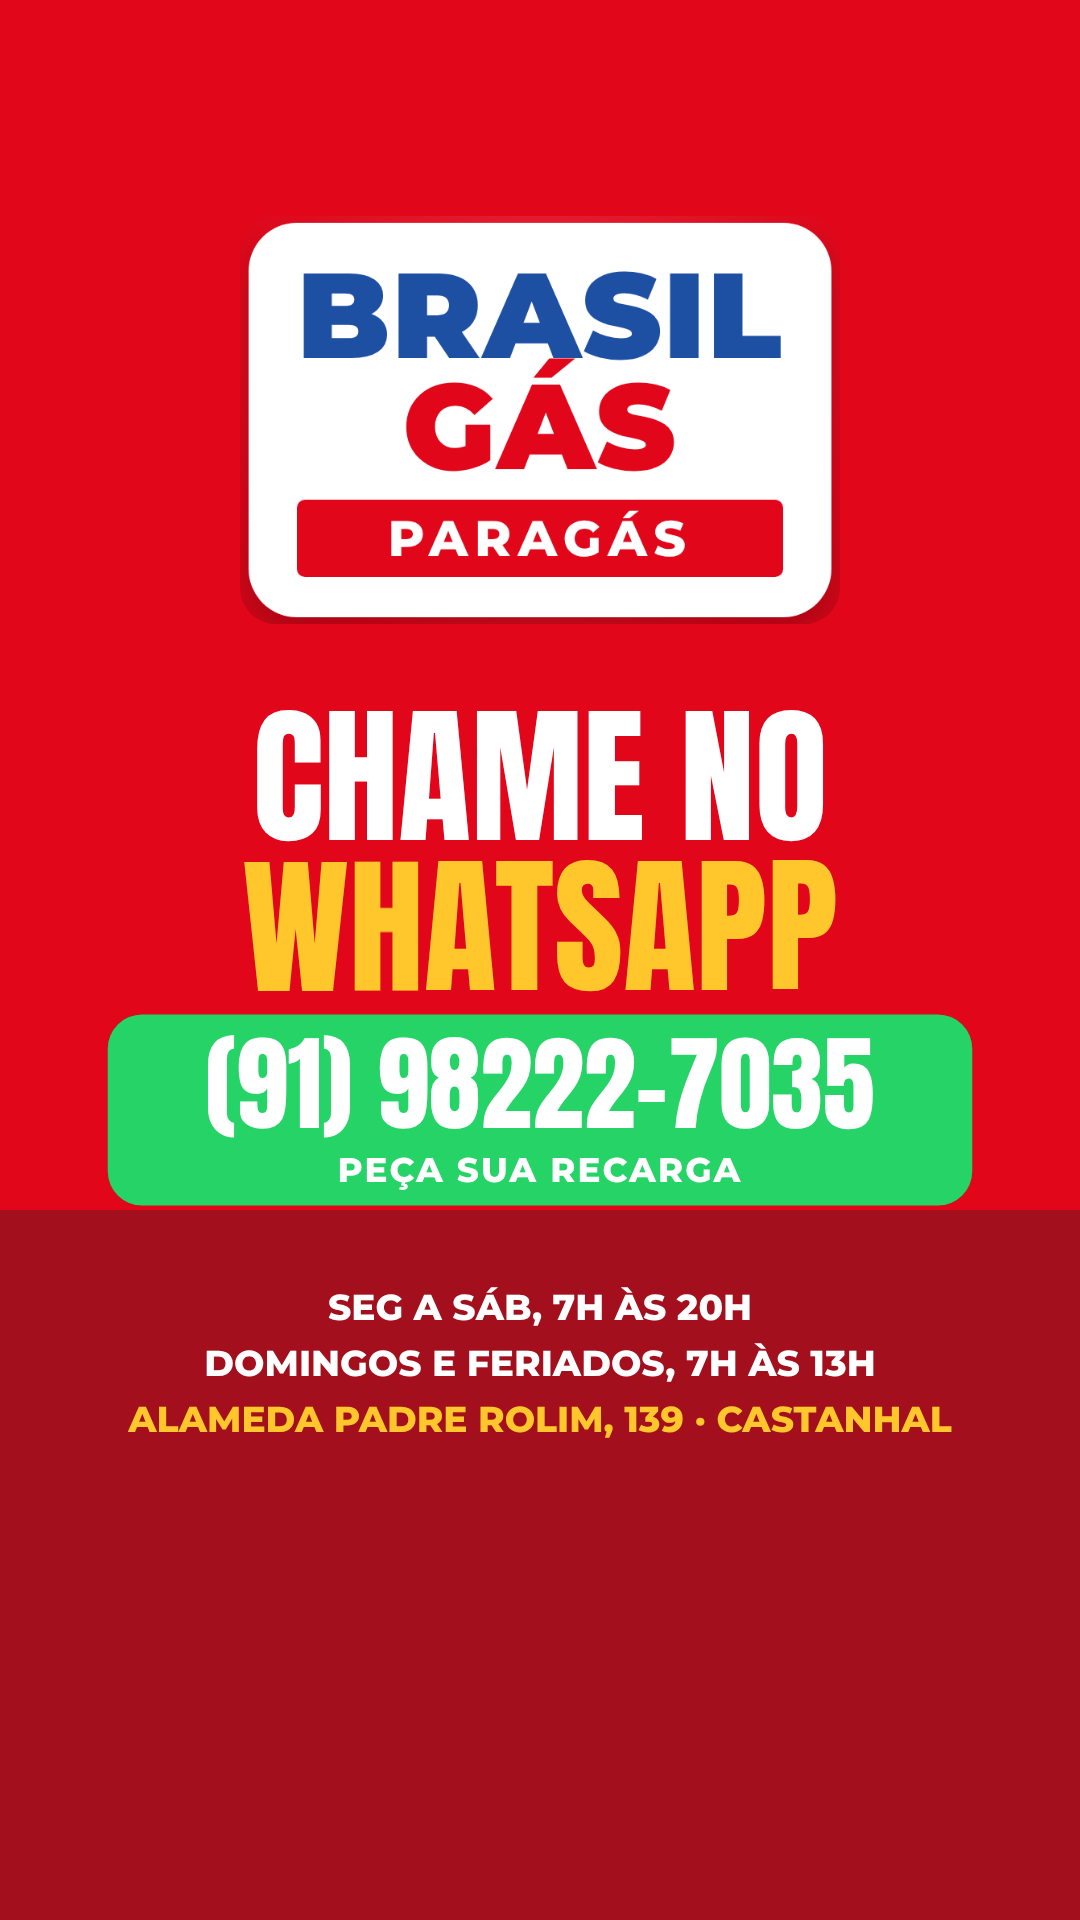 BRASIL
GÁS
PARAGÁS
CHAME NO
WHATSAPP
(91) 98222-7035
PEÇA SUA RECARGA
SEG A SÁB, 7H ÀS 20H
DOMINGOS E FERIADOS, 7H ÀS 13H
ALAMEDA PADRE ROLIM, 139 • CASTANHAL